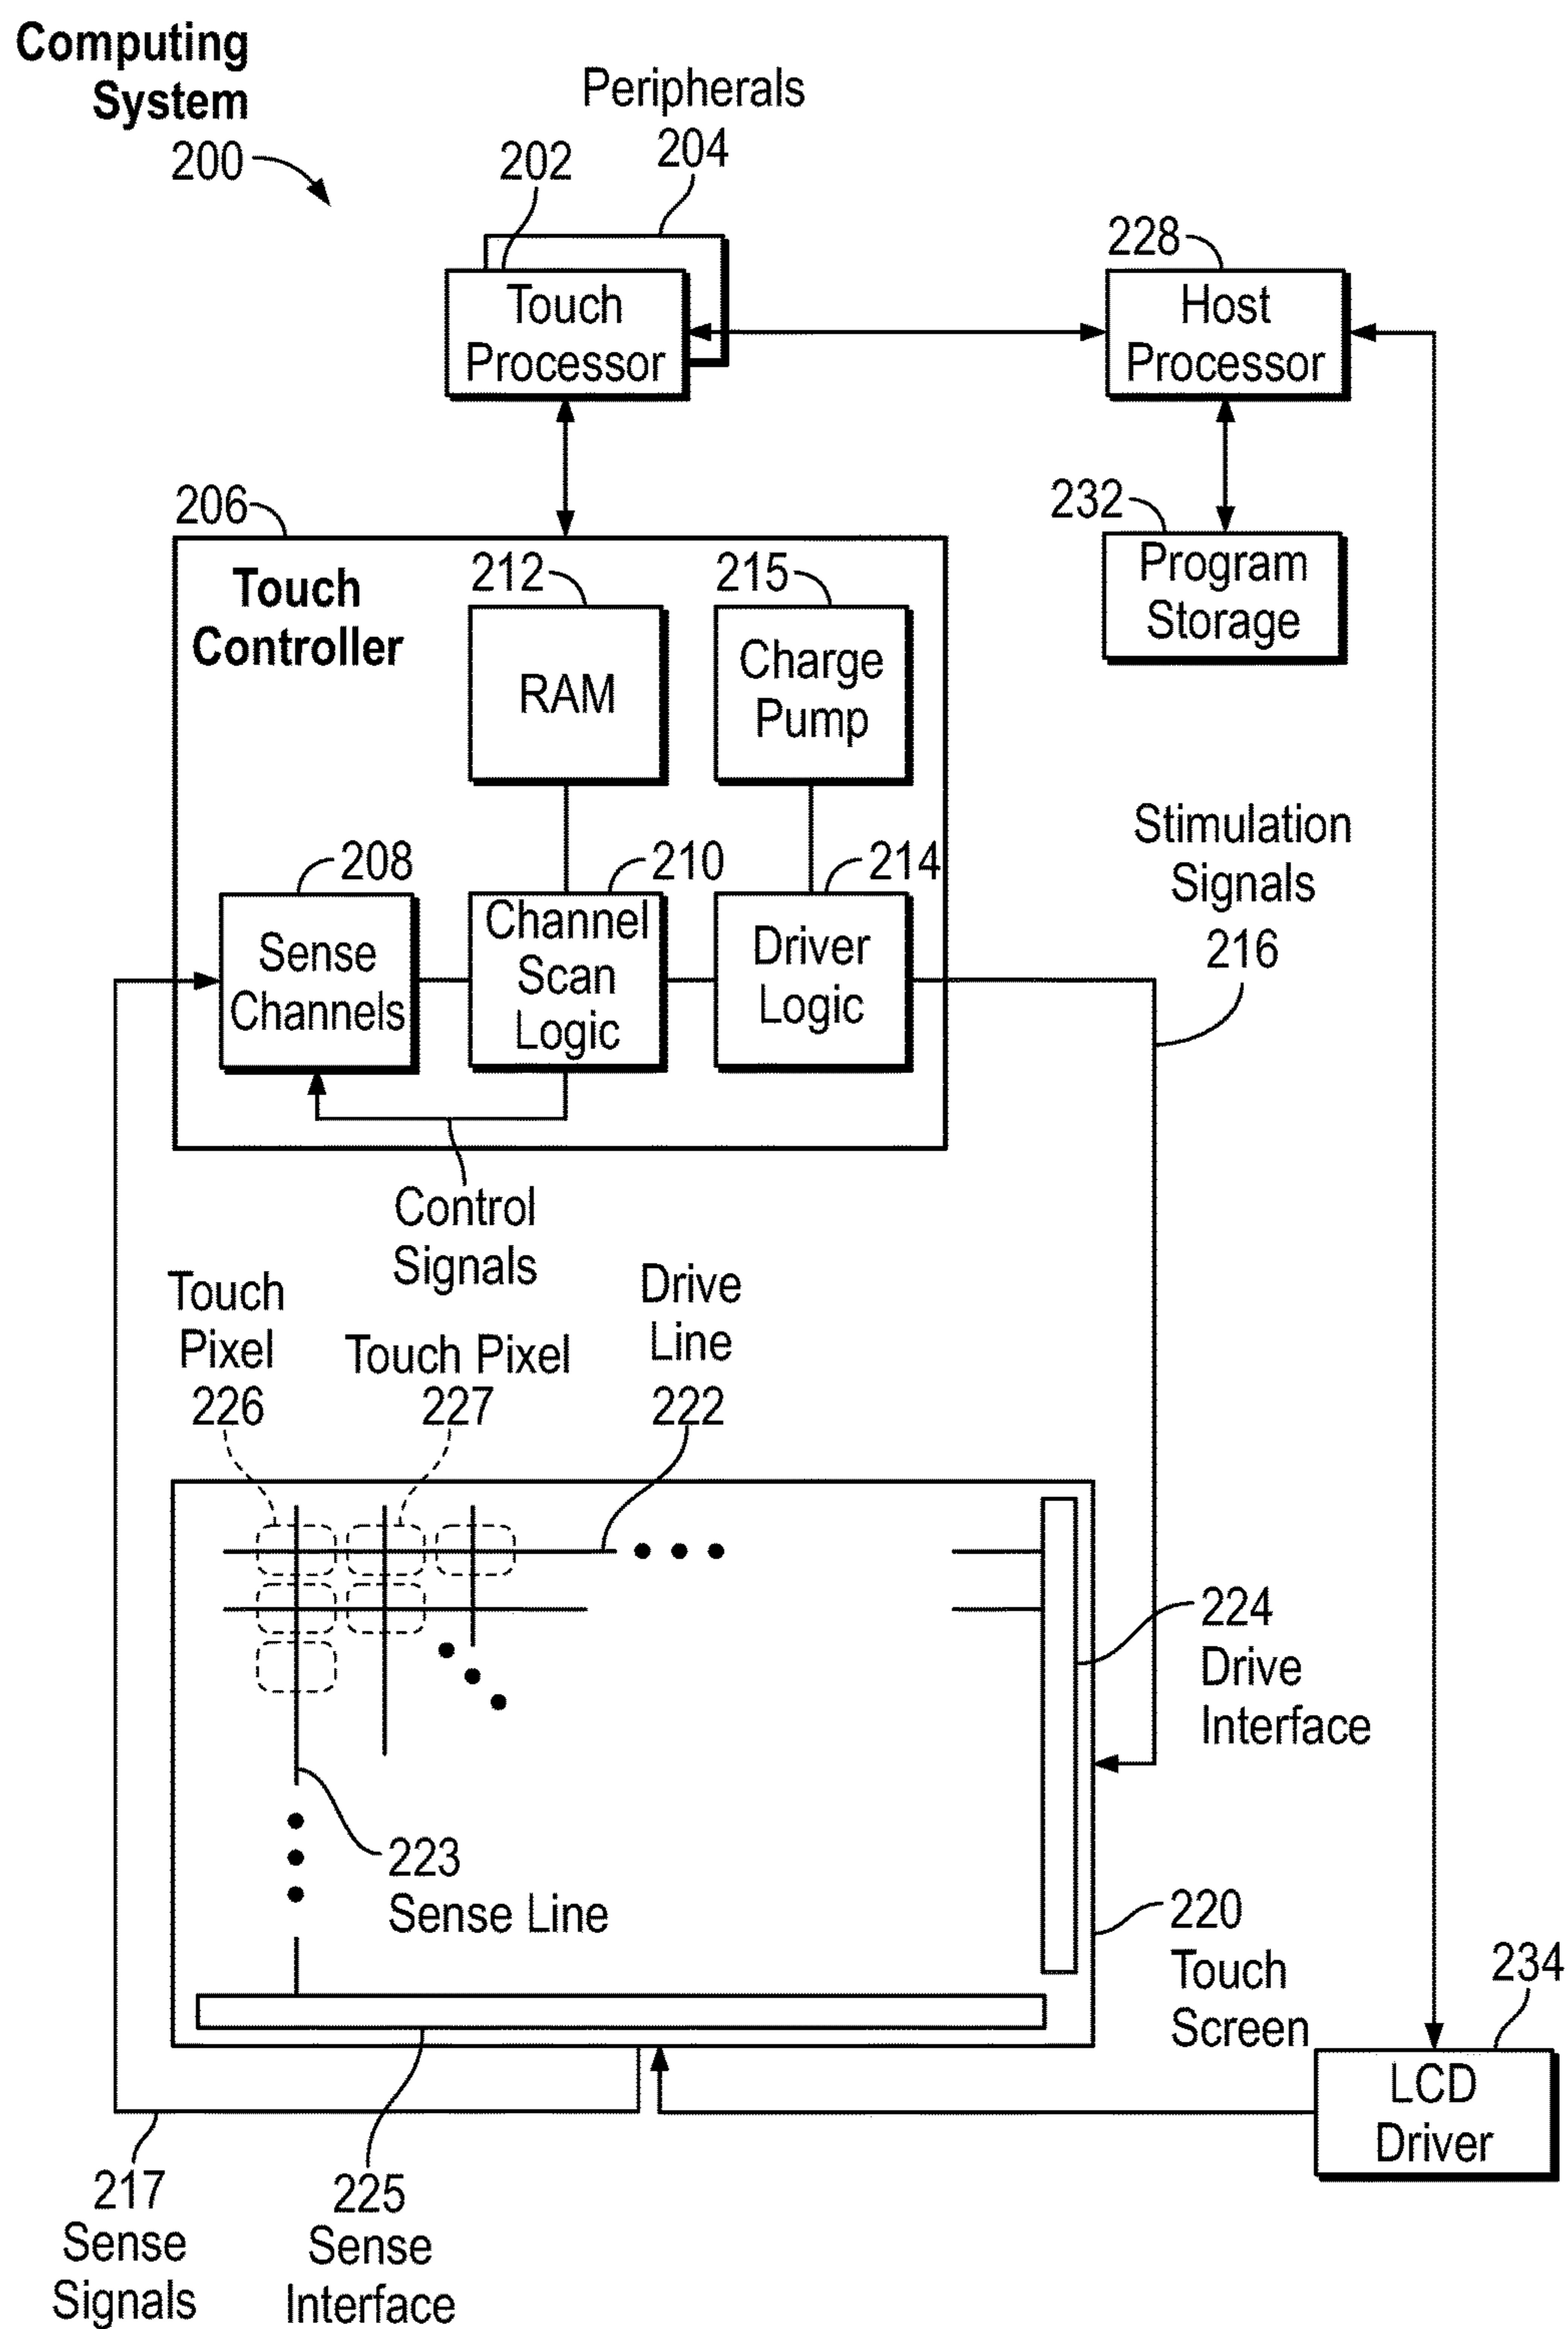 Computing
System
200
Peripherals
204
202
Touch
Processor
228
Host
Processor
232
Program
Storage
206
Touch
Controller
212
RAM
215
Charge
Pump
208
Sense
Channels
210
Channel
Scan
Logic
214
Driver
Logic
Stimulation
Signals
216
Control
Signals
Touch
Pixel
226
Touch Pixel
227
Drive
Line
222
224
Drive
Interface
223
Sense Line
220
Touch
Screen
234
LCD
Driver
217
Sense
Signals
225
Sense
Interface